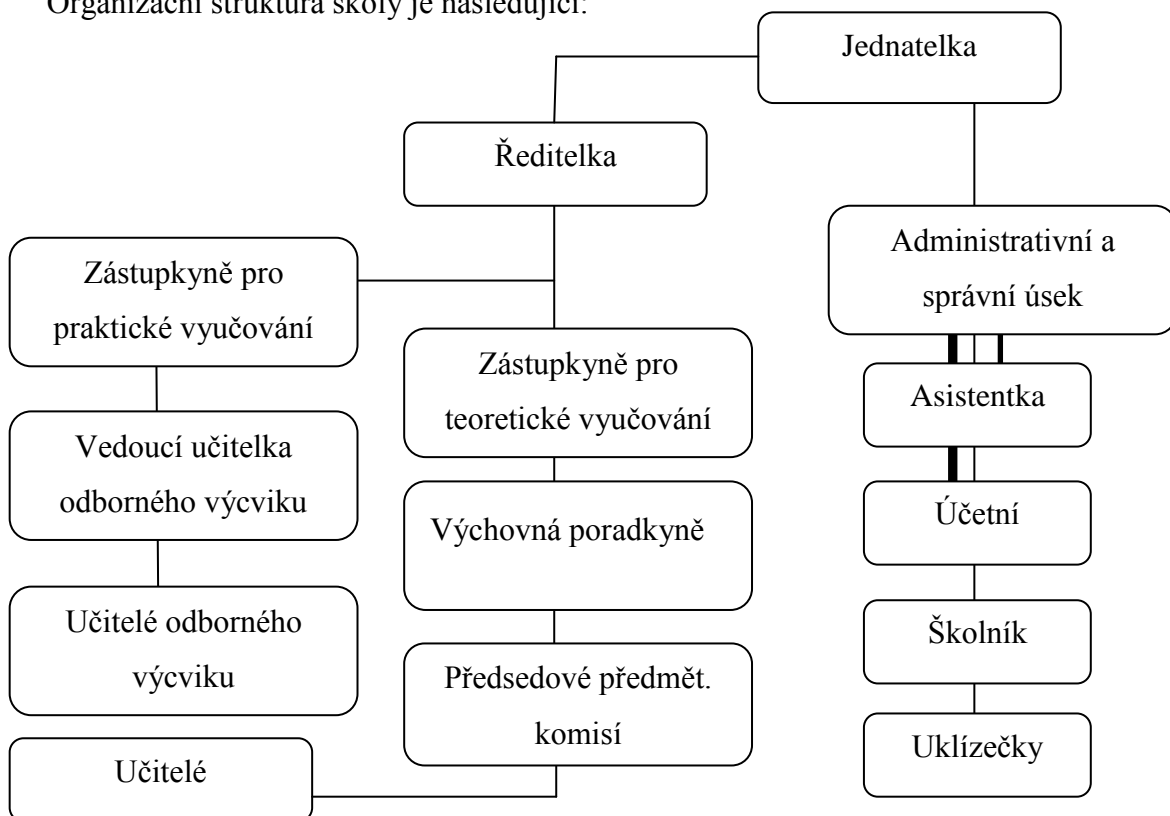 Organizační struktura školy je následující:
Jednatelka
Ředitelka
Administrativní a
správní úsek
Zástupkyně pro
praktické vyučování
Zástupkyně pro
teoretické vyučování
Asistentka
Vedoucí učitelka
odborného výcviku
Výchovná poradkyně
Účetní
Učitelé odborného
výcviku
Školník
Předsedové předmět.
komisí
Uklízečky
Učitelé